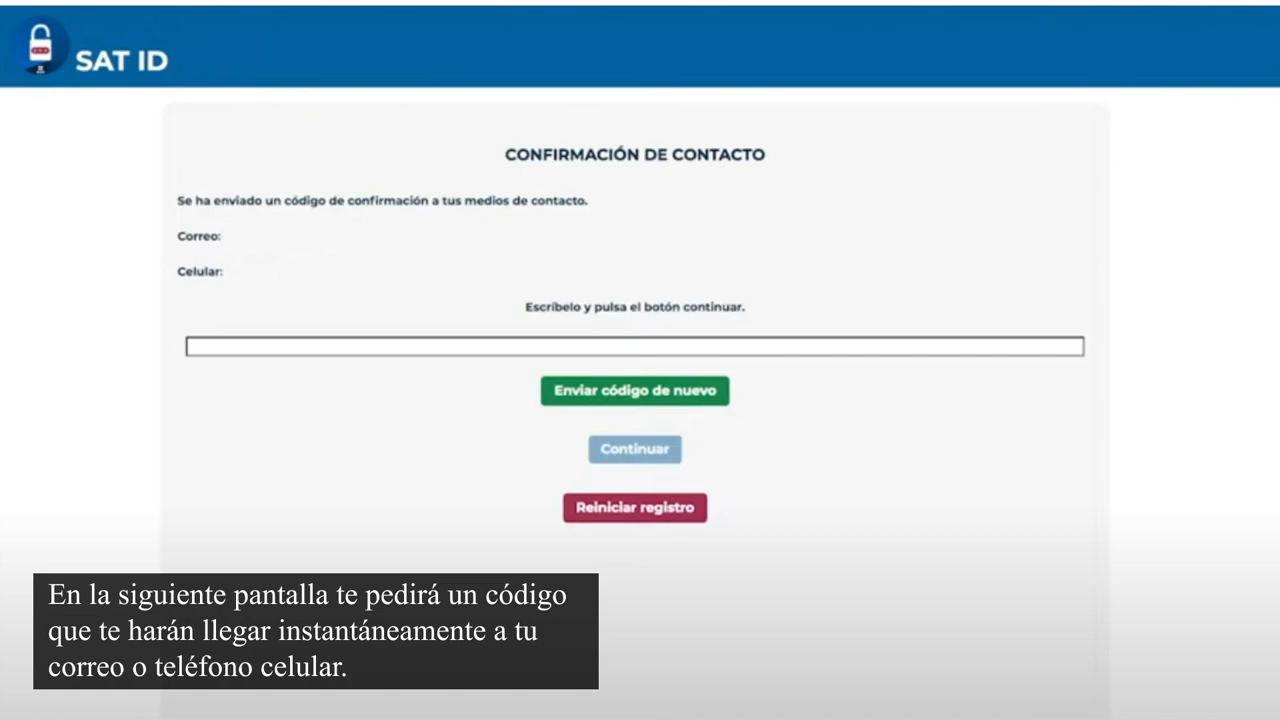 SAT ID
CONFIRMACIÓN DE CONTACTO
Se ha enviado un código de confirmación a tus medios de contacto.
Correo:
Celular:
Escríbelo y pulsa el botón continuar.
Enviar código de nuevo
Continuar
Reiniciar registro
En la siguiente pantalla te pedirá un código
que te harán llegar instantáneamente a tu
correo o teléfono celular.